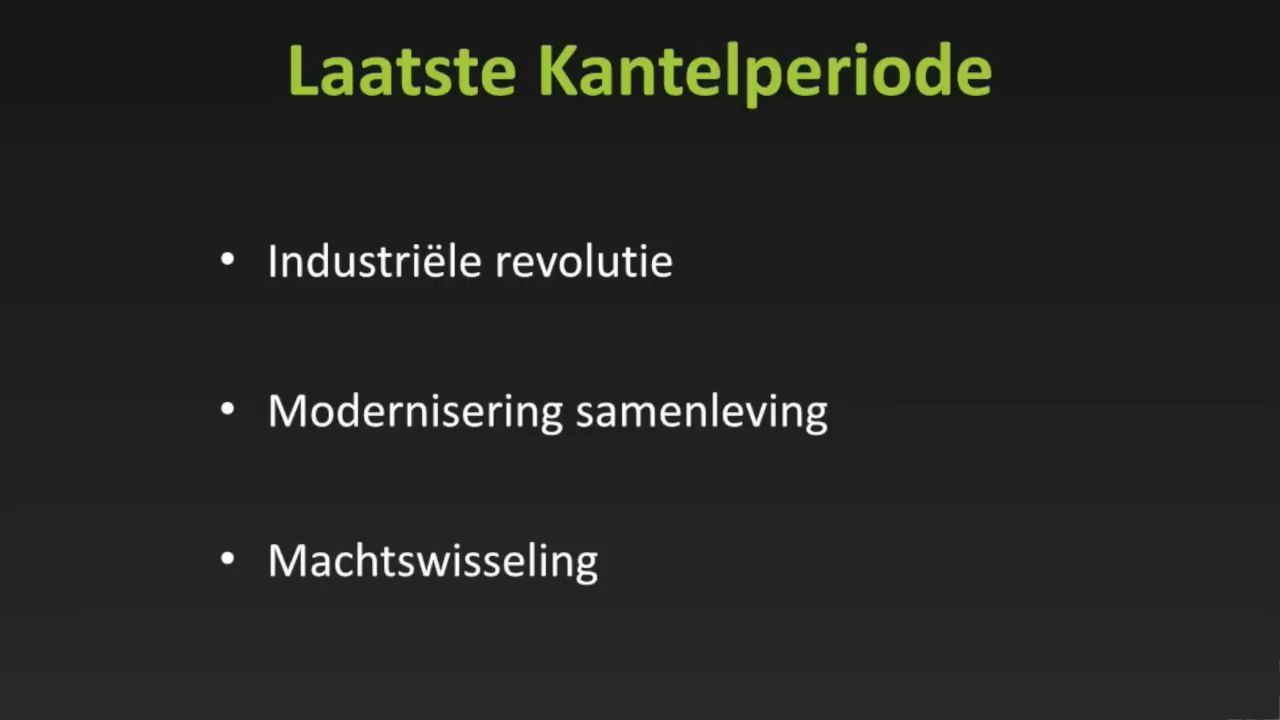 Laatste Kantelperiode
• Industriële revolutie
• Modernisering samenleving
• Machtswisseling